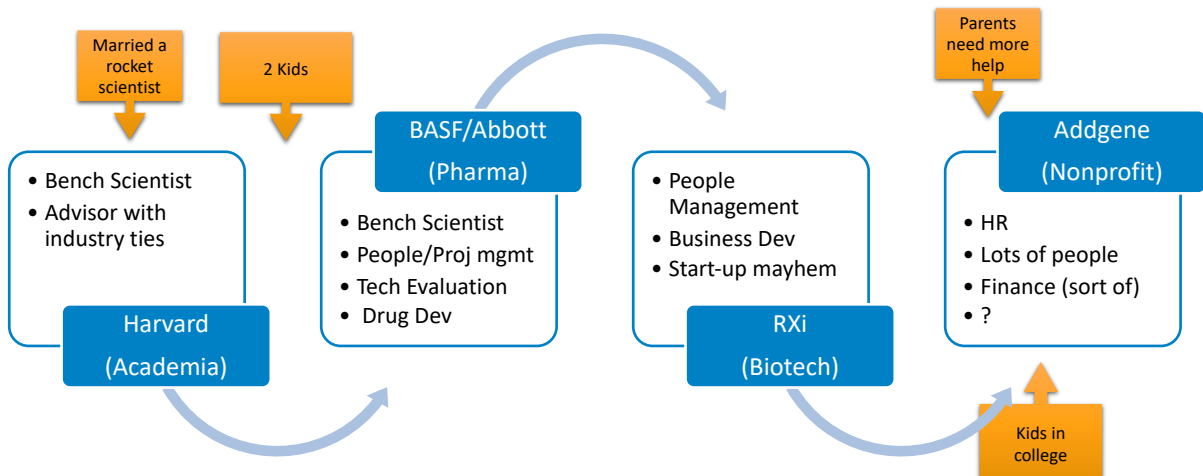 Married a
rocket
scientist
2 Kids
Parents
need more
help
• Bench Scientist
• Advisor with
industry ties
Harvard
(Academia)
BASF/Abbott
(Pharma)
• Bench Scientist
• People/Proj mgmt
• Tech Evaluation
• Drug Dev
• People
Management
• Business Dev
• Start-up mayhem
RXi
(Biotech)
Addgene
(Nonprofit)
• HR
• Lots of people
• Finance (sort of)
• ?
Kids in
college